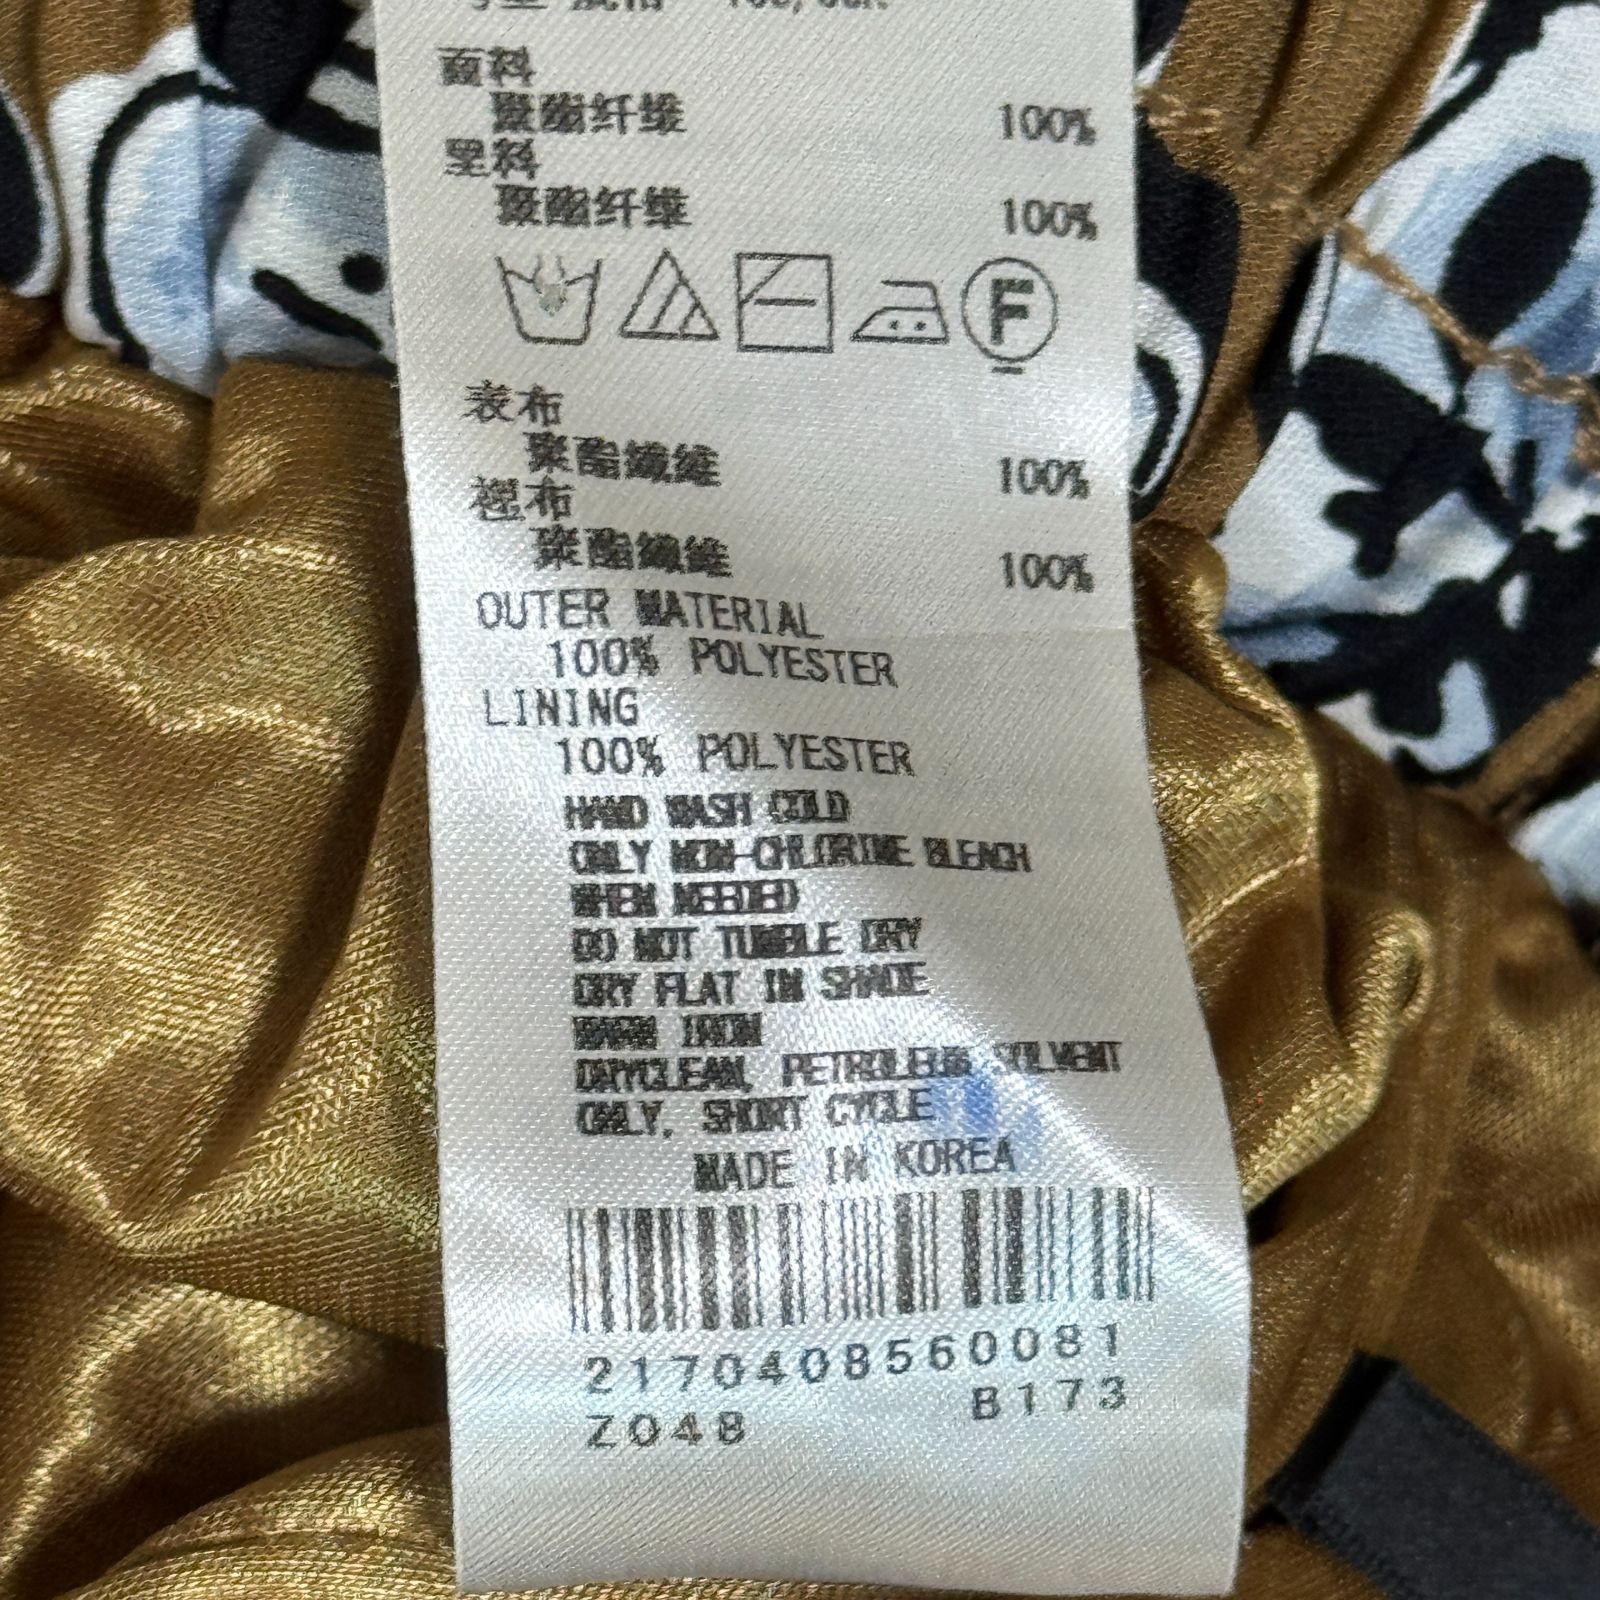 面料
聚酯纤维 100%
里料
聚酯纤维 100%
F
表布
聚酯纖維 100%
裡布
聚酯纖維 100%
OUTER MATERIAL
100% POLYESTER
LINING
100% POLYESTER
HAND WASH COLD
ONLY NON-CHLORINE BLEACH
WHEN NEEDED
DO NOT TUMBLE DRY
DRY FLAT IN SHADE
WARM IRON
DRYCLEAN, PETROLEUM SOLVENT
ONLY, SHORT CYCLE
MADE IN KOREA
2170408560081
Z048 B173